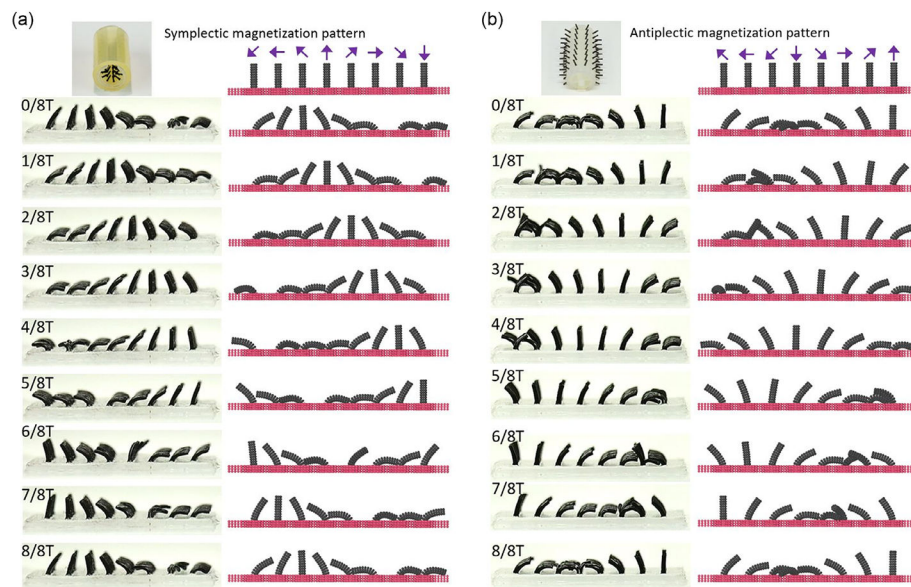 (a)
Symplectic magnetization pattern
0/8T
1/8T
2/8T
3/8T
4/8T
5/8T
6/8T
7/8T
8/8T
(b)
Antiplectic magnetization pattern
0/8T
1/8T
2/8T
3/8T
4/8T
5/8T
6/8T
7/8T
8/8T